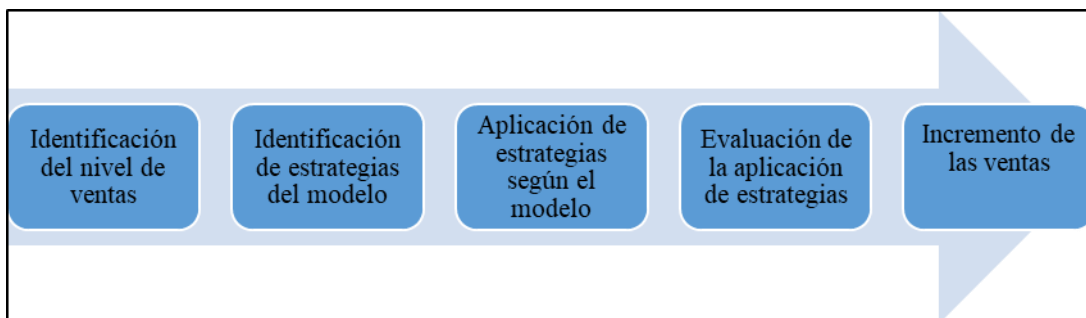 Identificación
del nivel de
ventas
Identificación
de estrategias
del modelo
Aplicación de
estrategias
según el
modelo
Evaluación de
la aplicación
de estrategias
Incremento de
las ventas